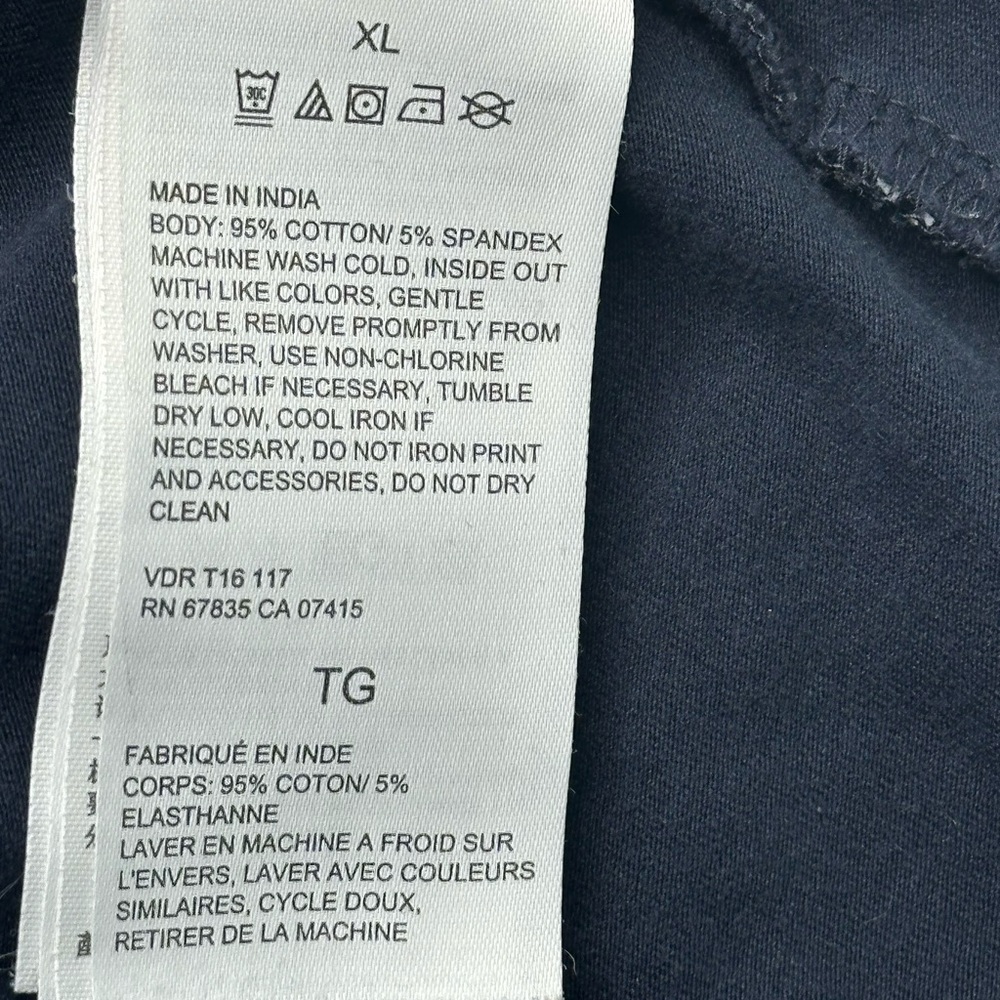 XL
30C
MADE IN INDIA
BODY: 95% COTTON/ 5% SPANDEX
MACHINE WASH COLD, INSIDE OUT
WITH LIKE COLORS, GENTLE
CYCLE, REMOVE PROMPTLY FROM
WASHER, USE NON-CHLORINE
BLEACH IF NECESSARY, TUMBLE
DRY LOW, COOL IRON IF
NECESSARY, DO NOT IRON PRINT
AND ACCESSORIES, DO NOT DRY
CLEAN
VDR T16 117
RN 67835 CA 07415
TG
FABRIQUÉ EN INDE
CORPS: 95% COTON/ 5%
ELASTHANNE
LAVER EN MACHINE A FROID SUR
L'ENVERS, LAVER AVEC COULEURS
SIMILAIRES, CYCLE DOUX,
RETIRER DE LA MACHINE